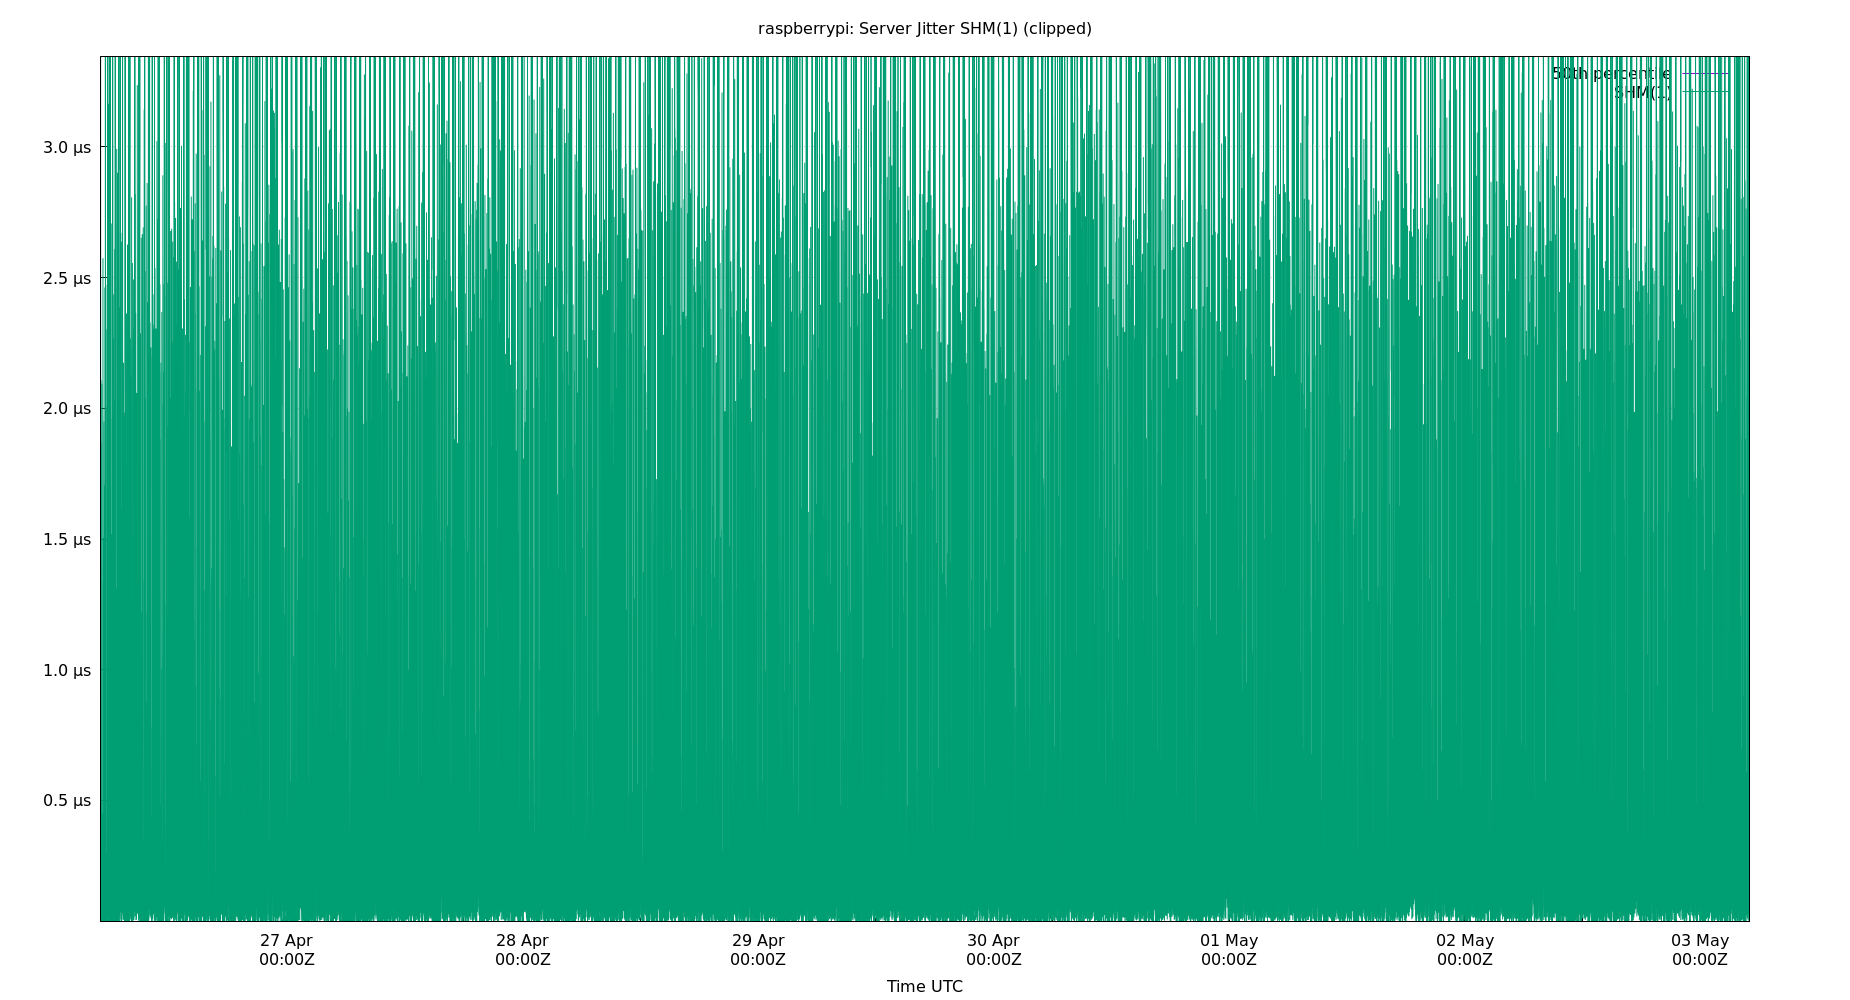 raspberrypi: Server Jitter SHM(1) (clipped)
50th percentile
SHM(1)
3.0 µs
2.5 µs
2.0 µs
1.5 µs
1.0 µs
0.5 µs
27 Apr 28 Apr 29 Apr 30 Apr 01 May 02 May 03 May
00:00Z 00:00Z 00:00Z 00:00Z 00:00Z 00:00Z 00:00Z
Time UTC